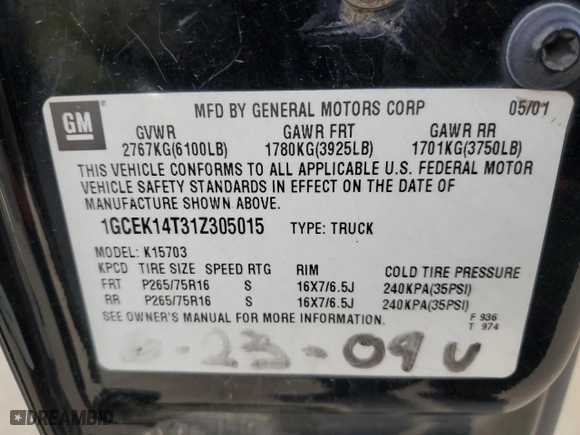 GM
MFD BY GENERAL MOTORS CORP 05/01
GVWR GAWR FRT GAWR RR
2767KG(6100LB) 1780KG(3925LB) 1701KG(3750LB)
THIS VEHICLE CONFORMS TO ALL APPLICABLE U.S. FEDERAL MOTOR
VEHICLE SAFETY STANDARDS IN EFFECT ON THE DATE OF
MANUFACTURE SHOWN ABOVE.
1GCEK14T31Z305015 TYPE: TRUCK
MODEL: K15703
KPCD TIRE SIZE SPEED RTG RIM COLD TIRE PRESSURE
FRT P265/75R16 S 16X7/6.5J 240KPA(35PSI)
RR P265/75R16 S 16X7/6.5J 240KPA(35PSI)
SEE OWNER'S MANUAL FOR MORE INFORMATION. F 936
T 974
6-23-04 U
DREAMBID